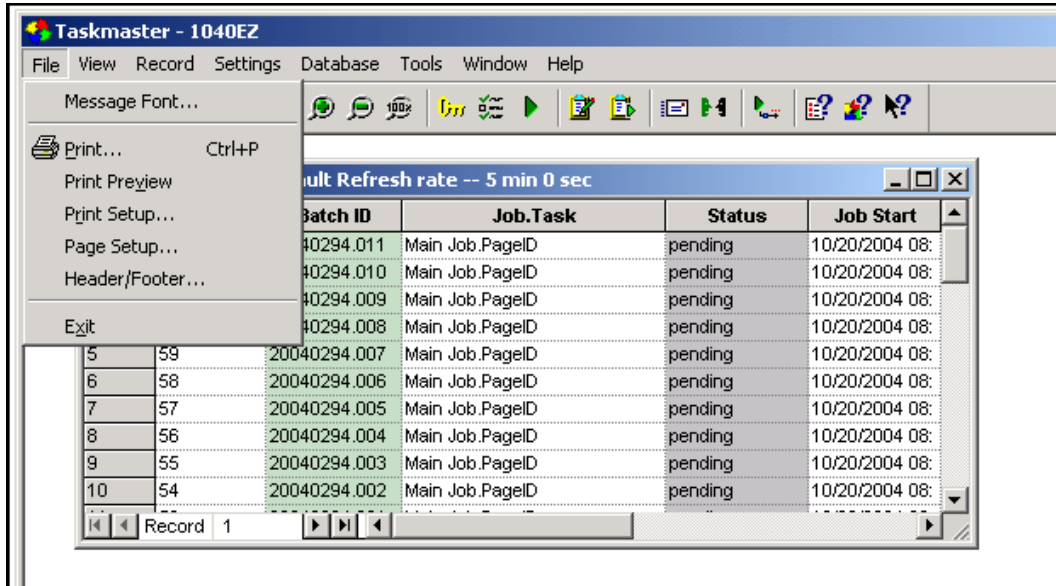 Taskmaster - 1040EZ
File View Record Settings Database Tools Window Help
Message Font...
100%
Print... Ctrl+P
Print Preview
Print Setup...
Page Setup...
Header/Footer...
Exit
ult Refresh rate -- 5 min 0 sec
Batch ID Job.Task Status Job Start
40294.011 Main Job.PageID pending 10/20/2004 08:
40294.010 Main Job.PageID pending 10/20/2004 08:
40294.009 Main Job.PageID pending 10/20/2004 08:
40294.008 Main Job.PageID pending 10/20/2004 08:
5 59 20040294.007 Main Job.PageID pending 10/20/2004 08:
6 58 20040294.006 Main Job.PageID pending 10/20/2004 08:
7 57 20040294.005 Main Job.PageID pending 10/20/2004 08:
8 56 20040294.004 Main Job.PageID pending 10/20/2004 08:
9 55 20040294.003 Main Job.PageID pending 10/20/2004 08:
10 54 20040294.002 Main Job.PageID pending 10/20/2004 08:
Record 1